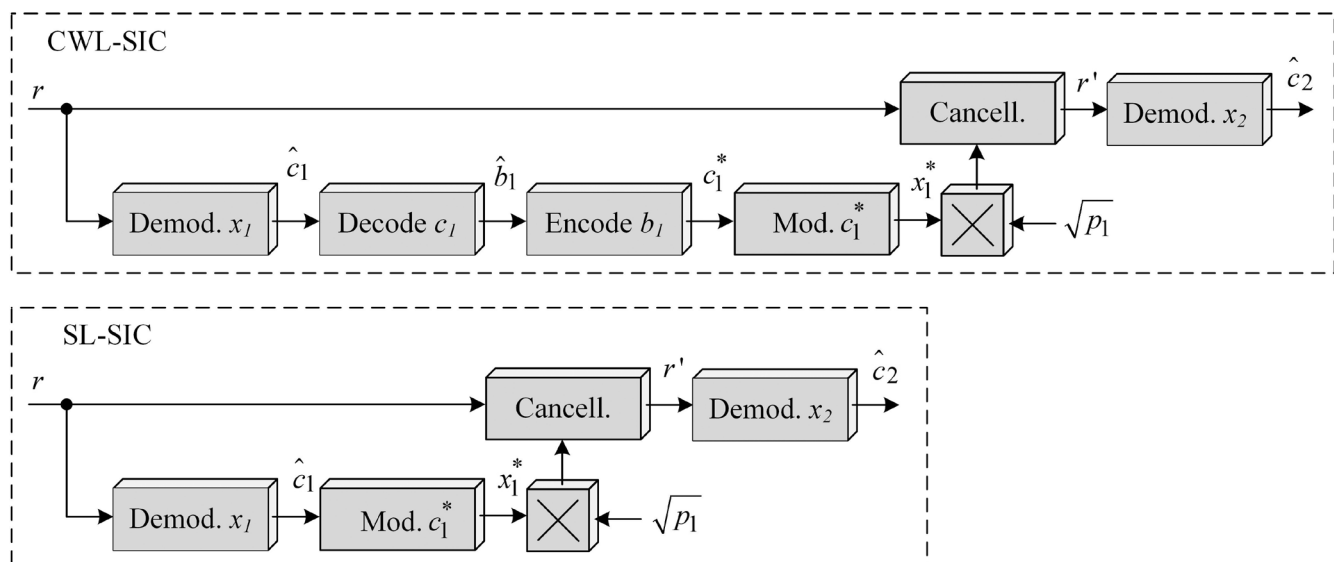 CWL-SIC
r
Cancell.
r'
Demod. x₂
ĉ₂
Demod. x₁
ĉ₁
Decode c₁
b̂₁
Encode b₁
c₁*
Mod. c₁*
x₁*
√p₁
SL-SIC
r
Cancell.
r'
Demod. x₂
ĉ₂
Demod. x₁
ĉ₁
Mod. c₁*
x₁*
√p₁